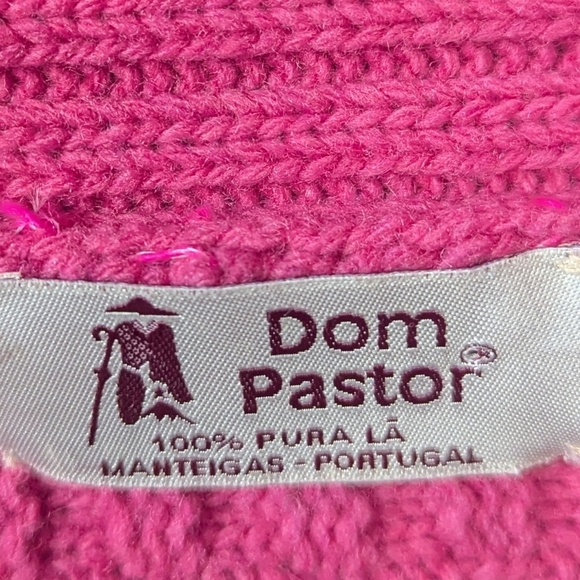 Dom
Pastor®
100% PURA LÃ
MANTEIGAS - PORTUGAL